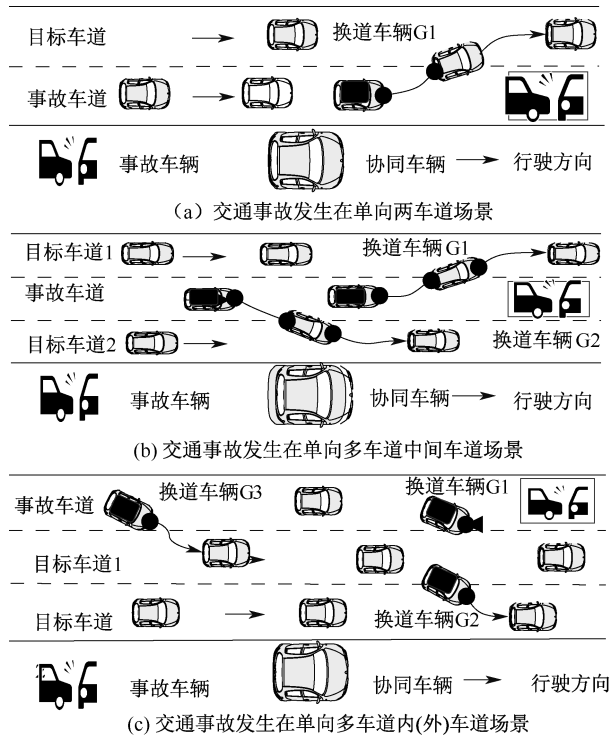 目标车道
换道车辆G1
事故车道
事故车辆
协同车辆
行驶方向
(a）交通事故发生在单向两车道场景
目标车道1
换道车辆G1
事故车道
目标车道2
换道车辆G2
事故车辆
协同车辆
行驶方向
(b) 交通事故发生在单向多车道中间车道场景
事故车道
换道车辆G3
换道车辆G1
目标车道1
目标车道
换道车辆G2
事故车辆
协同车辆
行驶方向
(c) 交通事故发生在单向多车道内(外)车道场景